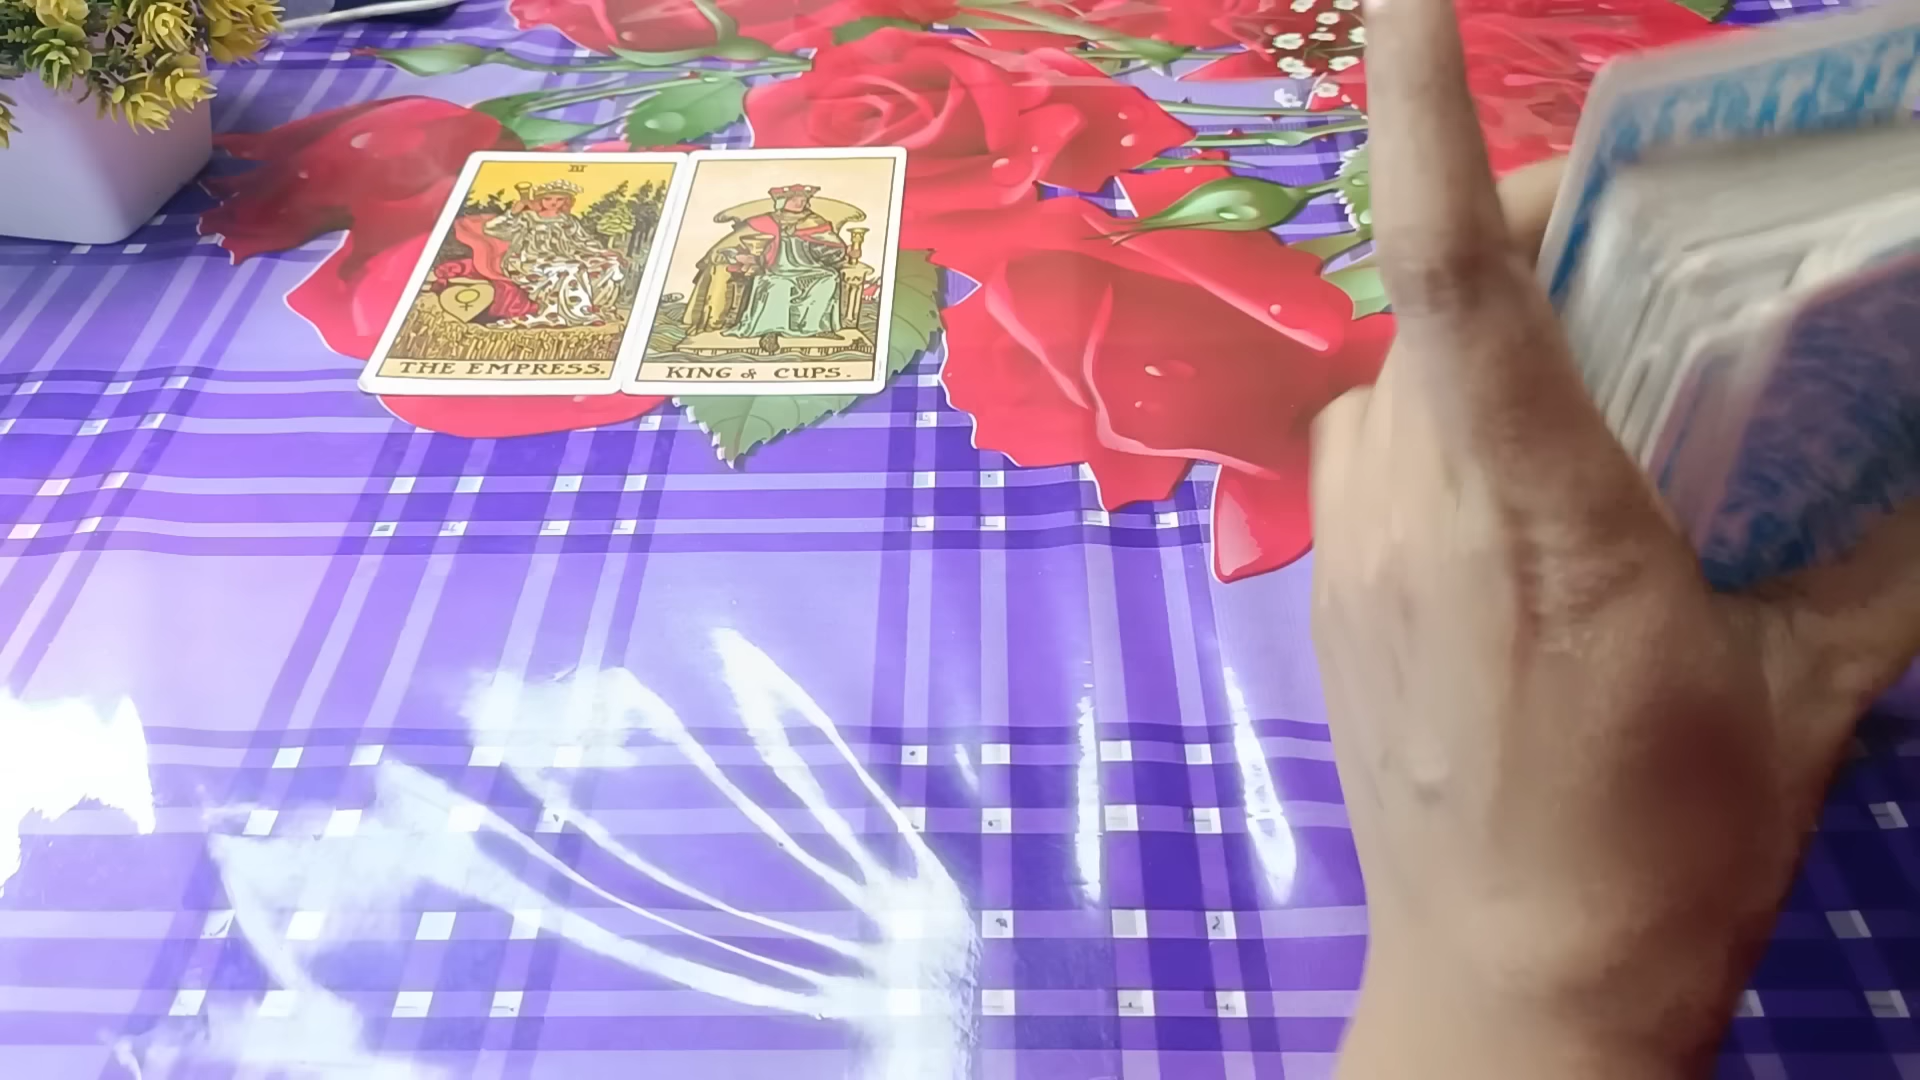 III
THE EMPRESS.
KING of CUPS.